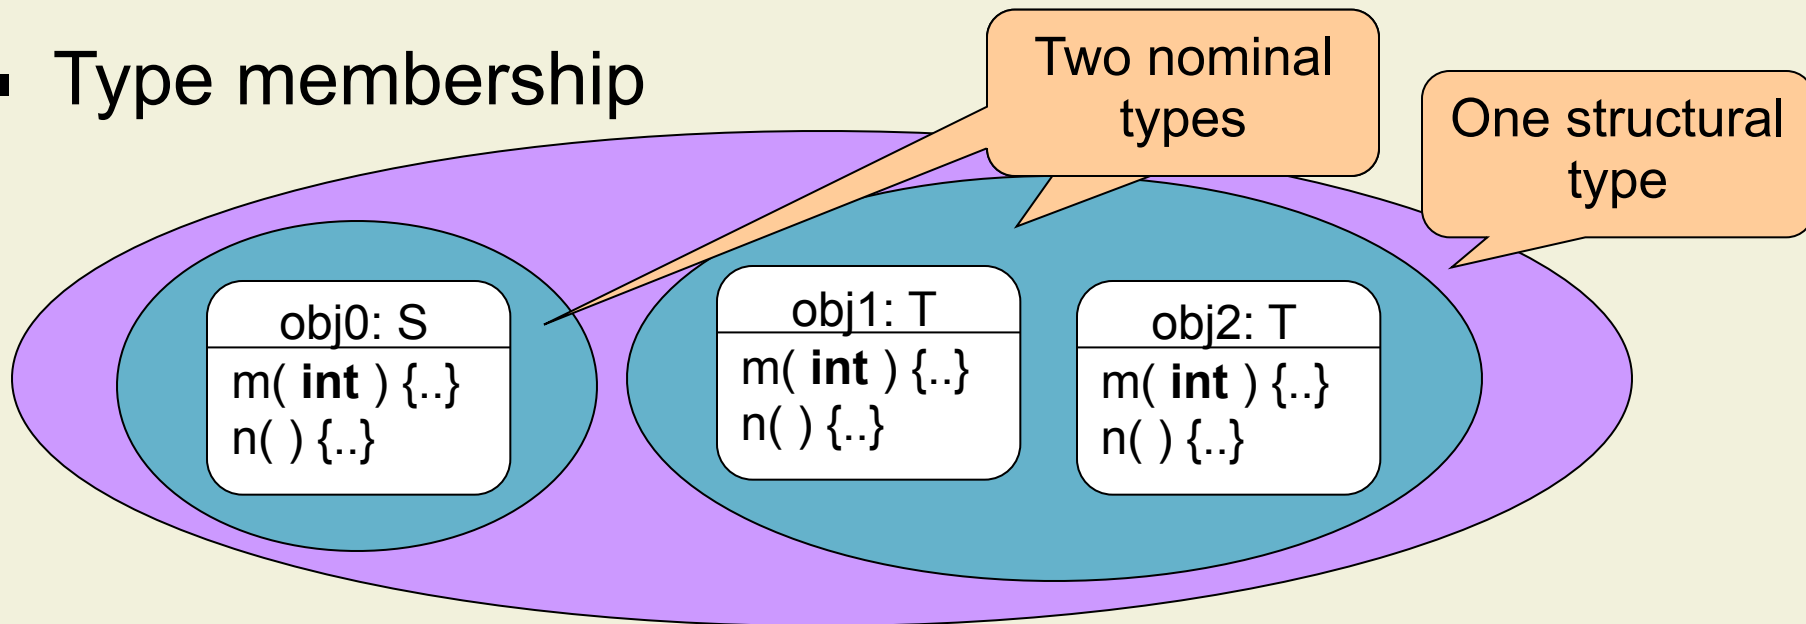 ▪ Type membership
Two nominal
types
One structural
type
obj0: S
m( int ) {..}
n( ) {..}
obj1: T
m( int ) {..}
n( ) {..}
obj2: T
m( int ) {..}
n( ) {..}